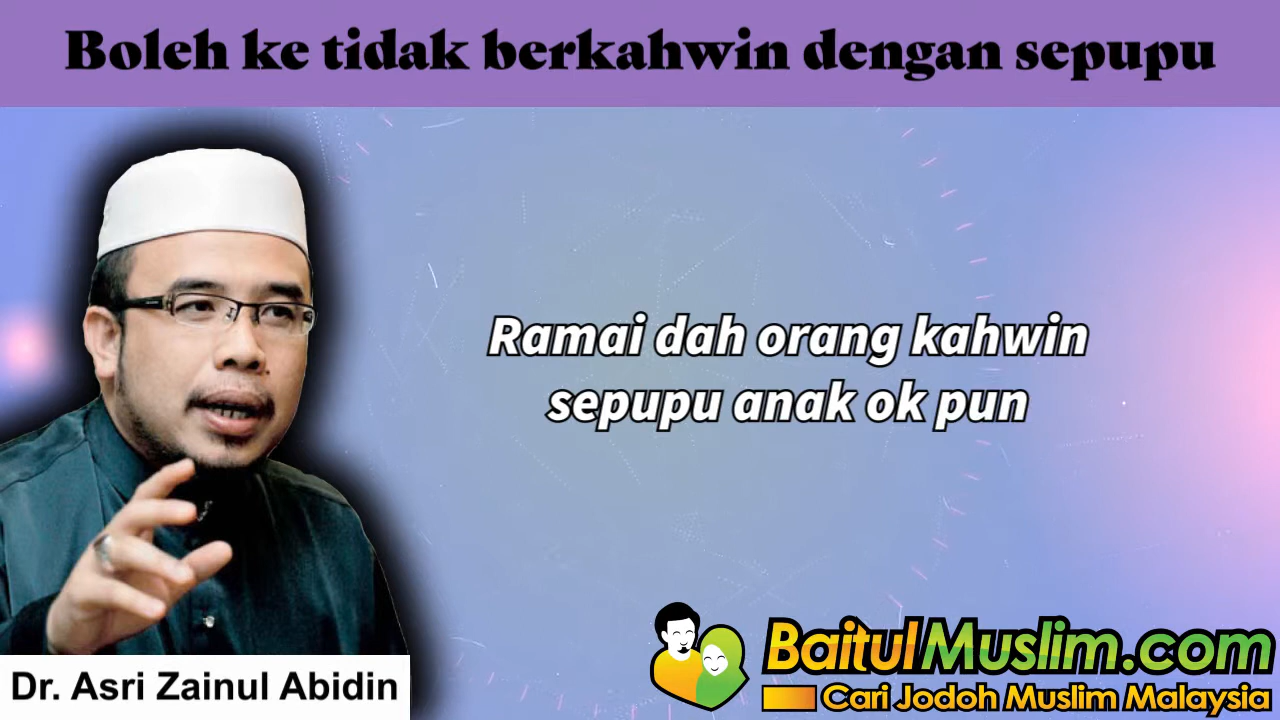 Boleh ke tidak berkahwin dengan sepupu
Ramai dah orang kahwin
sepupu anak ok pun
Dr. Asri Zainul Abidin
BaitulMuslim.com
Cari Jodoh Muslim Malaysia